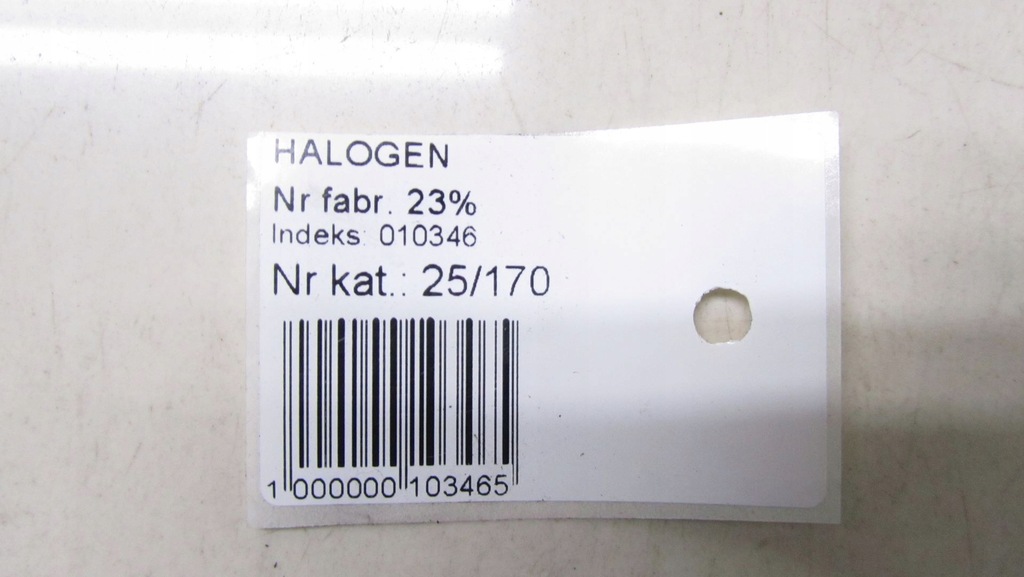 HALOGEN
Nr fabr. 23%
Indeks: 010346
Nr kat.: 25/170
1 000000 103465